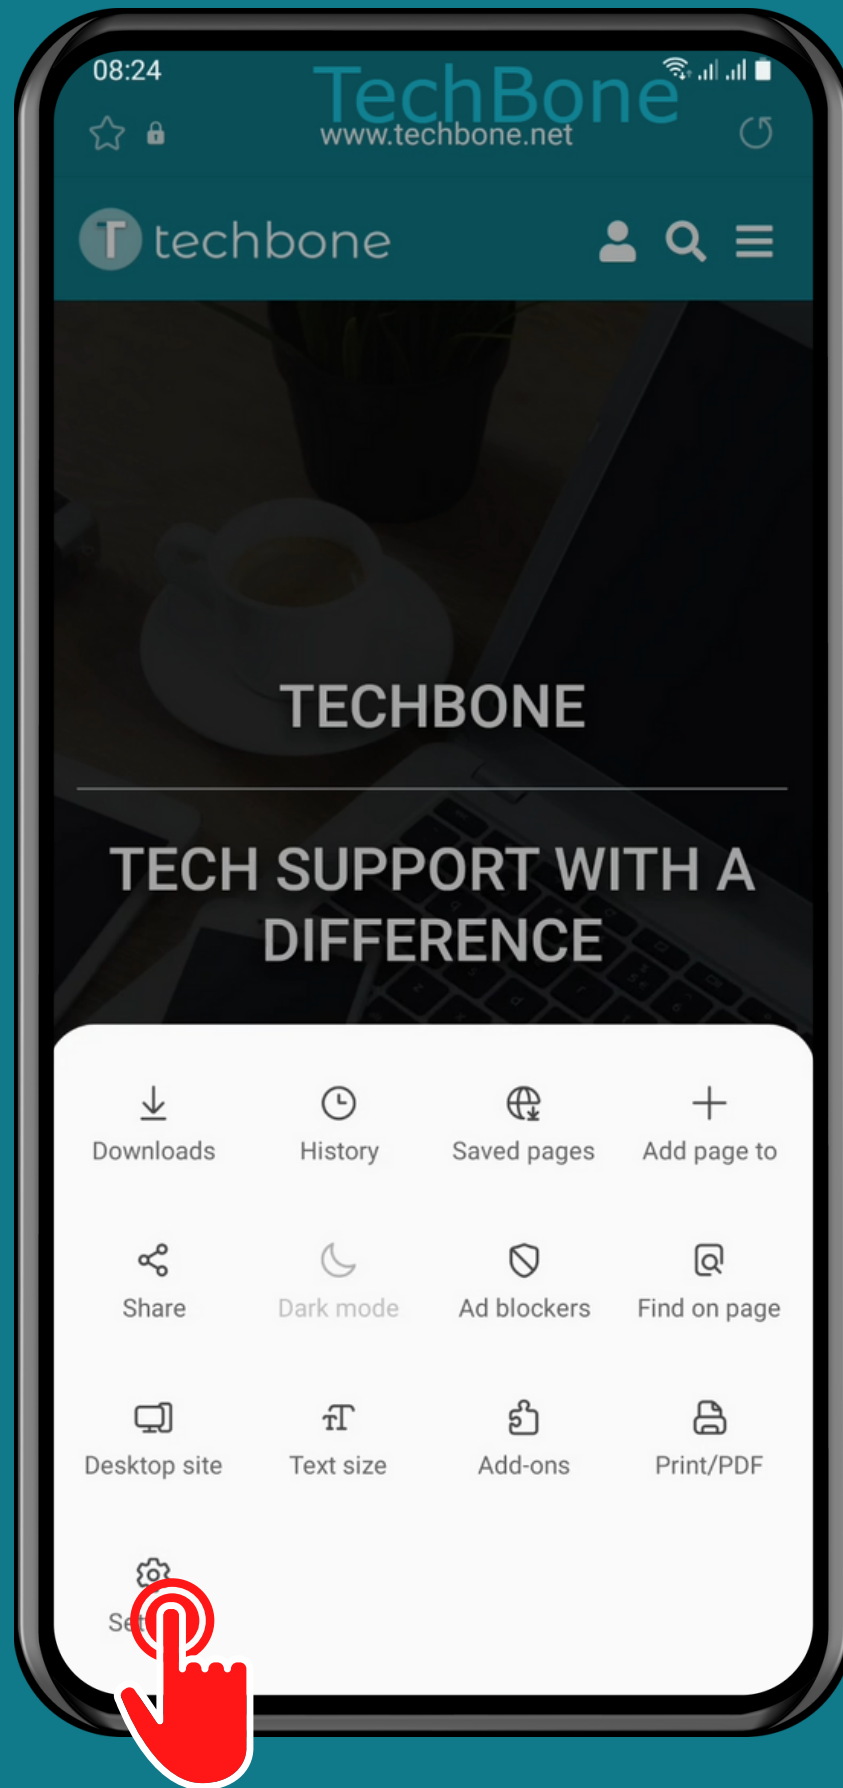 08:24
TechBone
www.techbone.net
T techbone
TECHBONE
TECH SUPPORT WITH A
DIFFERENCE
Downloads History Saved pages Add page to
Share Dark mode Ad blockers Find on page
Desktop site Text size Add-ons Print/PDF